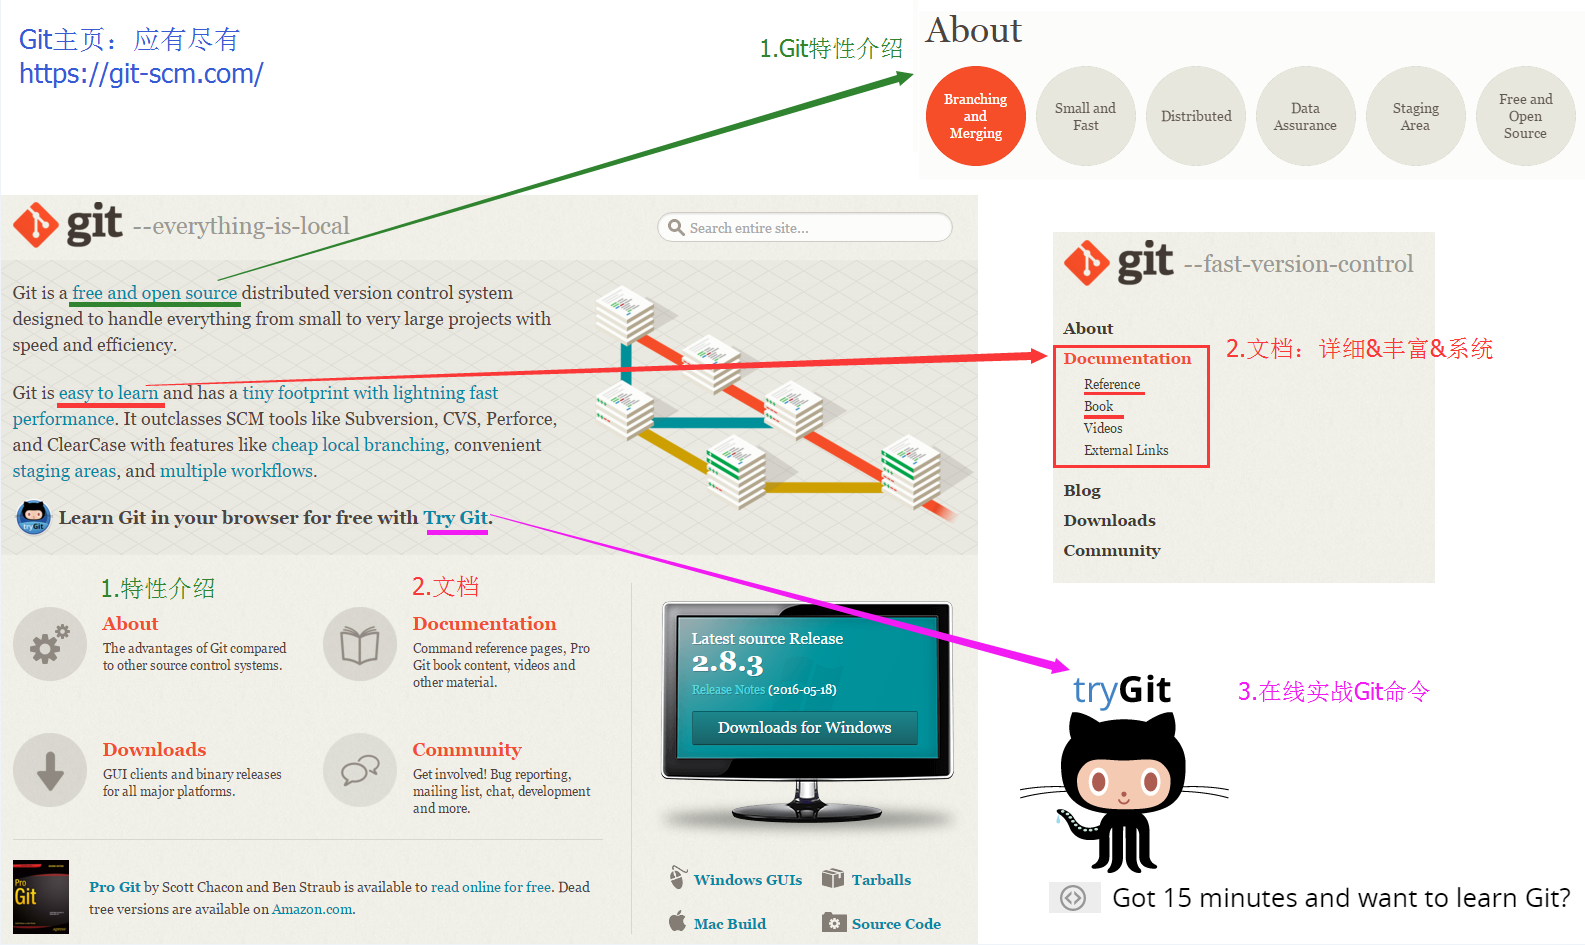 Git主页：应有尽有
https://git-scm.com/
1.Git特性介绍
About
Branching
and
Merging
Small and
Fast
Distributed
Data
Assurance
Staging
Area
Free and
Open
Source
git --everything-is-local
Search entire site...
Git is a free and open source distributed version control system
designed to handle everything from small to very large projects with
speed and efficiency.
Git is easy to learn and has a tiny footprint with lightning fast
performance. It outclasses SCM tools like Subversion, CVS, Perforce,
and ClearCase with features like cheap local branching, convenient
staging areas, and multiple workflows.
Learn Git in your browser for free with Try Git.
git --fast-version-control
About
Documentation
Reference
Book
Videos
External Links
Blog
Downloads
Community
2.文档：详细&丰富&系统
1.特性介绍
About
The advantages of Git compared
to other source control systems.
2.文档
Documentation
Command reference pages, Pro
Git book content, videos and
other material.
Downloads
GUI clients and binary releases
for all major platforms.
Community
Get involved! Bug reporting,
mailing list, chat, development
and more.
Latest source Release
2.8.3
Release Notes (2016-05-18)
Downloads for Windows
tryGit
3.在线实战Git命令
Got 15 minutes and want to learn Git?
Pro
Git
Pro Git by Scott Chacon and Ben Straub is available to read online for free. Dead
tree versions are available on Amazon.com.
Windows GUIs
Tarballs
Mac Build
Source Code